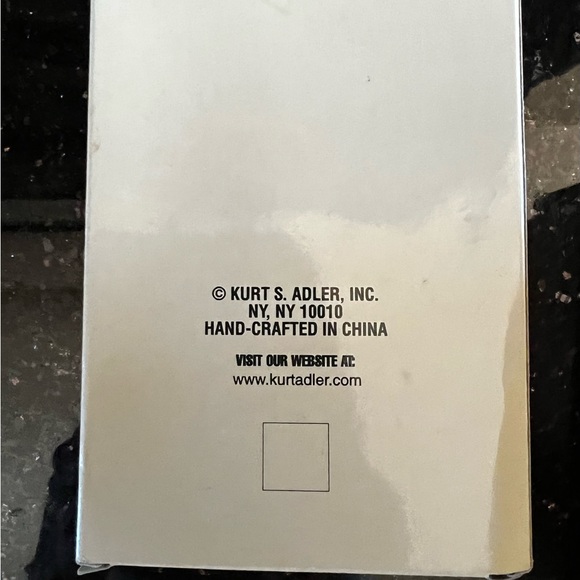 © KURT S. ADLER, INC.
NY, NY 10010
HAND-CRAFTED IN CHINA
VISIT OUR WEBSITE AT:
www.kurtadler.com